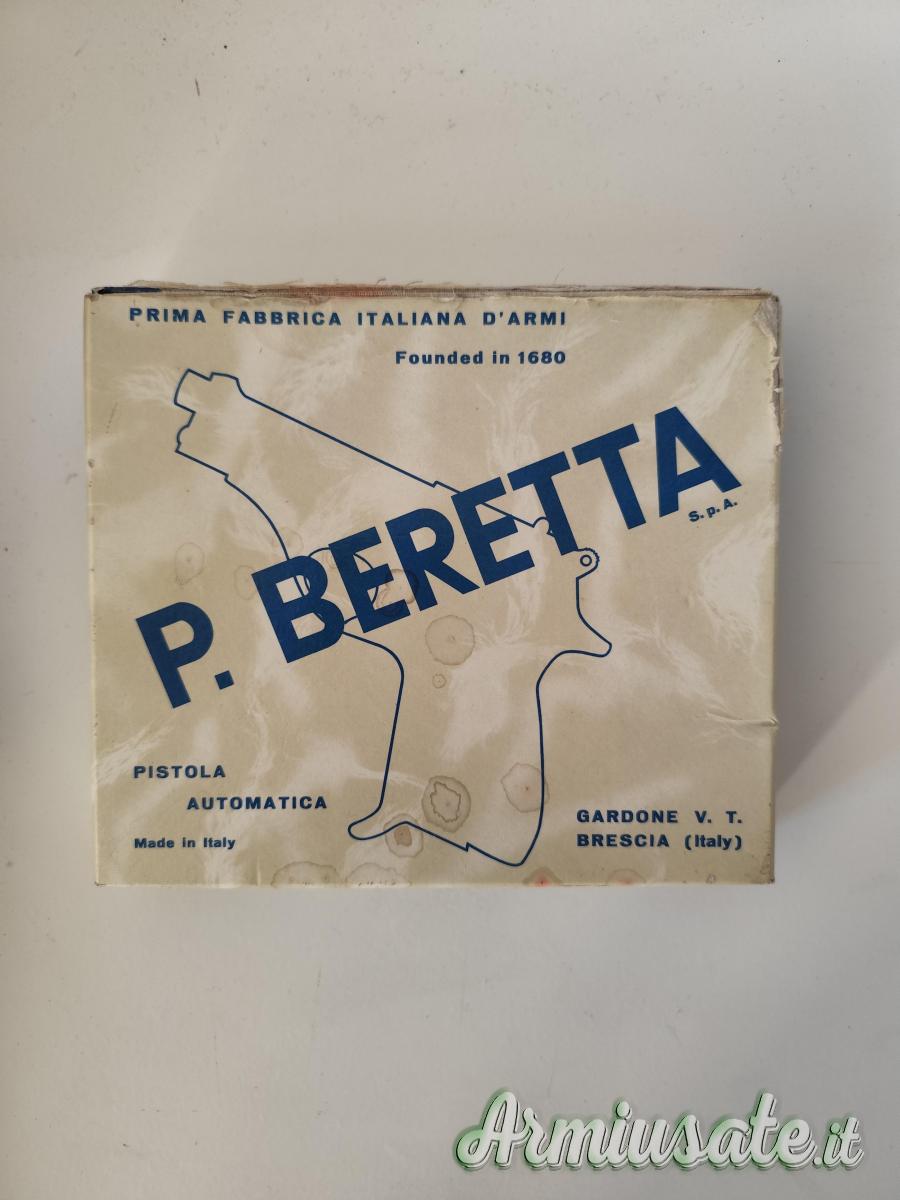 PRIMA FABBRICA ITALIANA D'ARMI
Founded in 1680
P. BERETTA
S.p.A.
PISTOLA
AUTOMATICA
Made in Italy
GARDONE V. T.
BRESCIA (Italy)
Armiusate.it